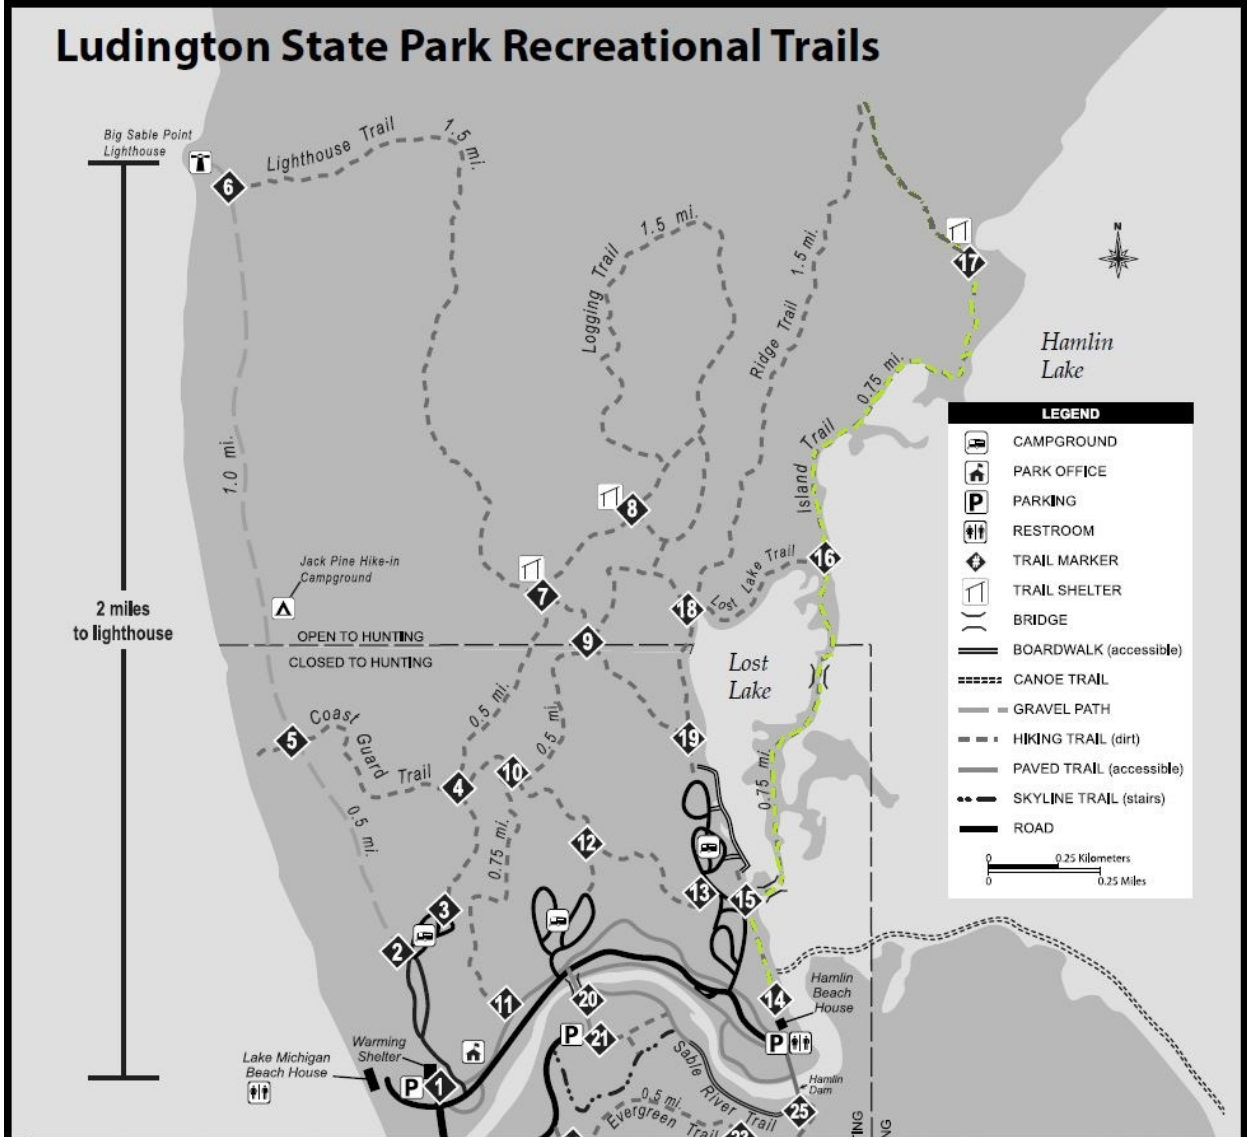 Ludington State Park Recreational Trails
Big Sable Point
Lighthouse
Lighthouse Trail
1.5 mi.
6
1.5 mi.
Logging Trail
1.5 mi.
Ridge Trail
17
N
Hamlin
Lake
0.75 mi.
Island Trail
1.0 mi.
8
16
Jack Pine Hike-in
Campground
7
Lost Lake Trail
18
2 miles
to lighthouse
OPEN TO HUNTING
CLOSED TO HUNTING
9
Lost
Lake
0.5 mi.
0.5 mi.
Coast Guard Trail
5
19
4
10
0.75 mi.
0.5 mi.
0.75 mi.
12
13
15
3
2
11
20
14
Hamlin
Beach
House
P
21
P
Warming
Shelter
Lake Michigan
Beach House
P
1
Sable River Trail
Hamlin
Dam
25
0.5 mi.
Evergreen Trail
LEGEND
CAMPGROUND
PARK OFFICE
P PARKING
RESTROOM
# TRAIL MARKER
TRAIL SHELTER
BRIDGE
BOARDWALK (accessible)
CANOE TRAIL
GRAVEL PATH
HIKING TRAIL (dirt)
PAVED TRAIL (accessible)
SKYLINE TRAIL (stairs)
ROAD
0 0.25 Kilometers
0 0.25 Miles